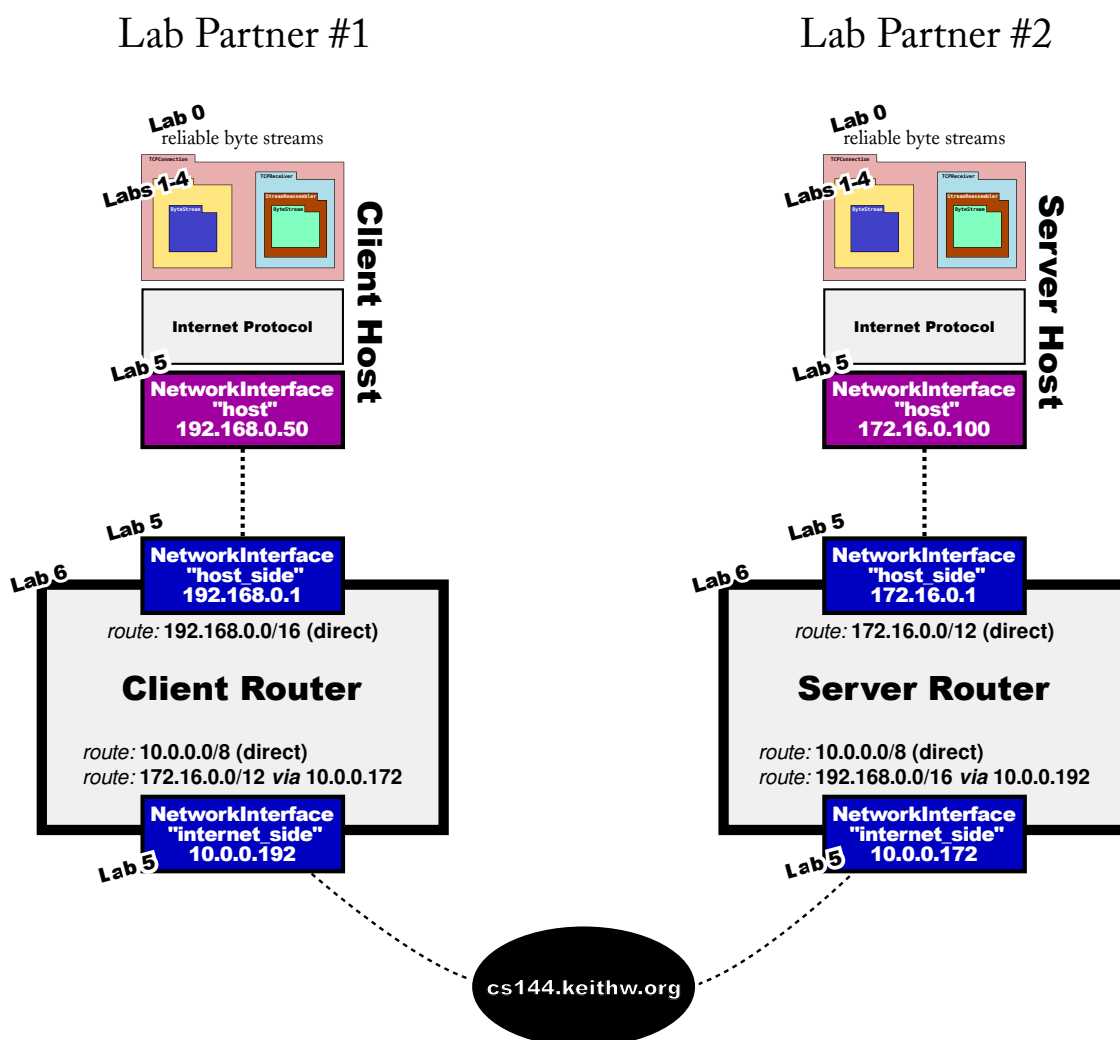 Lab Partner #1
Lab 0
reliable byte streams
TCPConnection
Labs 1-4
ByteStream
TCPReceiver
StreamReassembler
ByteStream
Client Host
Internet Protocol
Lab 5
NetworkInterface
"host"
192.168.0.50
Lab 5
NetworkInterface
"host_side"
192.168.0.1
Lab 6
route: 192.168.0.0/16 (direct)
Client Router
route: 10.0.0.0/8 (direct)
route: 172.16.0.0/12 via 10.0.0.172
NetworkInterface
"internet_side"
10.0.0.192
Lab 5
Lab Partner #2
Lab 0
reliable byte streams
TCPConnection
Labs 1-4
ByteStream
TCPReceiver
StreamReassembler
ByteStream
Server Host
Internet Protocol
Lab 5
NetworkInterface
"host"
172.16.0.100
Lab 5
NetworkInterface
"host_side"
172.16.0.1
Lab 6
route: 172.16.0.0/12 (direct)
Server Router
route: 10.0.0.0/8 (direct)
route: 192.168.0.0/16 via 10.0.0.192
NetworkInterface
"internet_side"
10.0.0.172
Lab 5
cs144.keithw.org